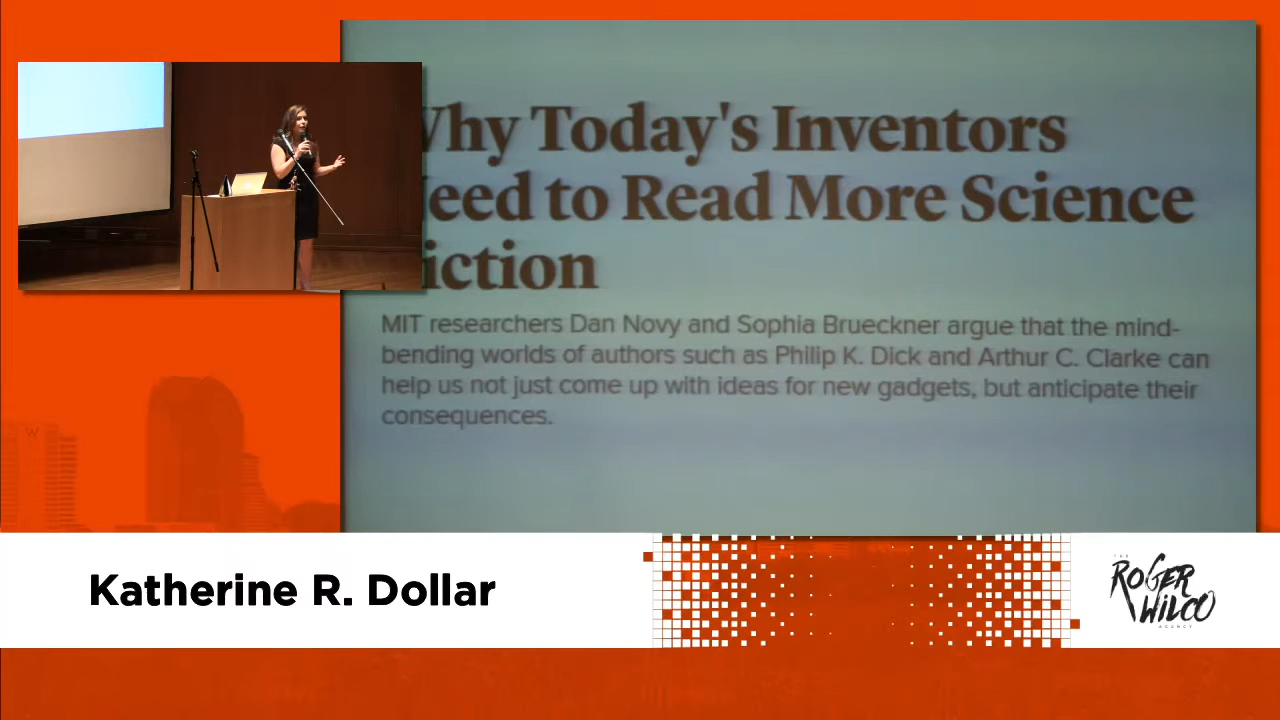 Why Today's Inventors
Need to Read More Science
Fiction
MIT researchers Dan Novy and Sophia Brueckner argue that the mind-
bending worlds of authors such as Philip K. Dick and Arthur C. Clarke can
help us not just come up with ideas for new gadgets, but anticipate their
consequences.
W
Katherine R. Dollar
THE
ROGER
WILCO
AGENCY